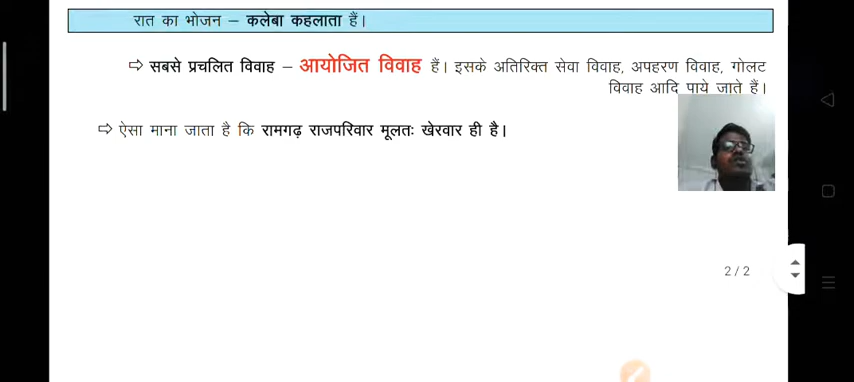 रात का भोजन – कलेबा कहलाता हैं।
⇨ सबसे प्रचलित विवाह – आयोजित विवाह हैं। इसके अतिरिक्त सेवा विवाह, अपहरण विवाह, गोलट
विवाह आदि पाये जाते हैं।
⇨ ऐसा माना जाता है कि रामगढ़ राजपरिवार मूलतः खेरवार ही है।
2 / 2